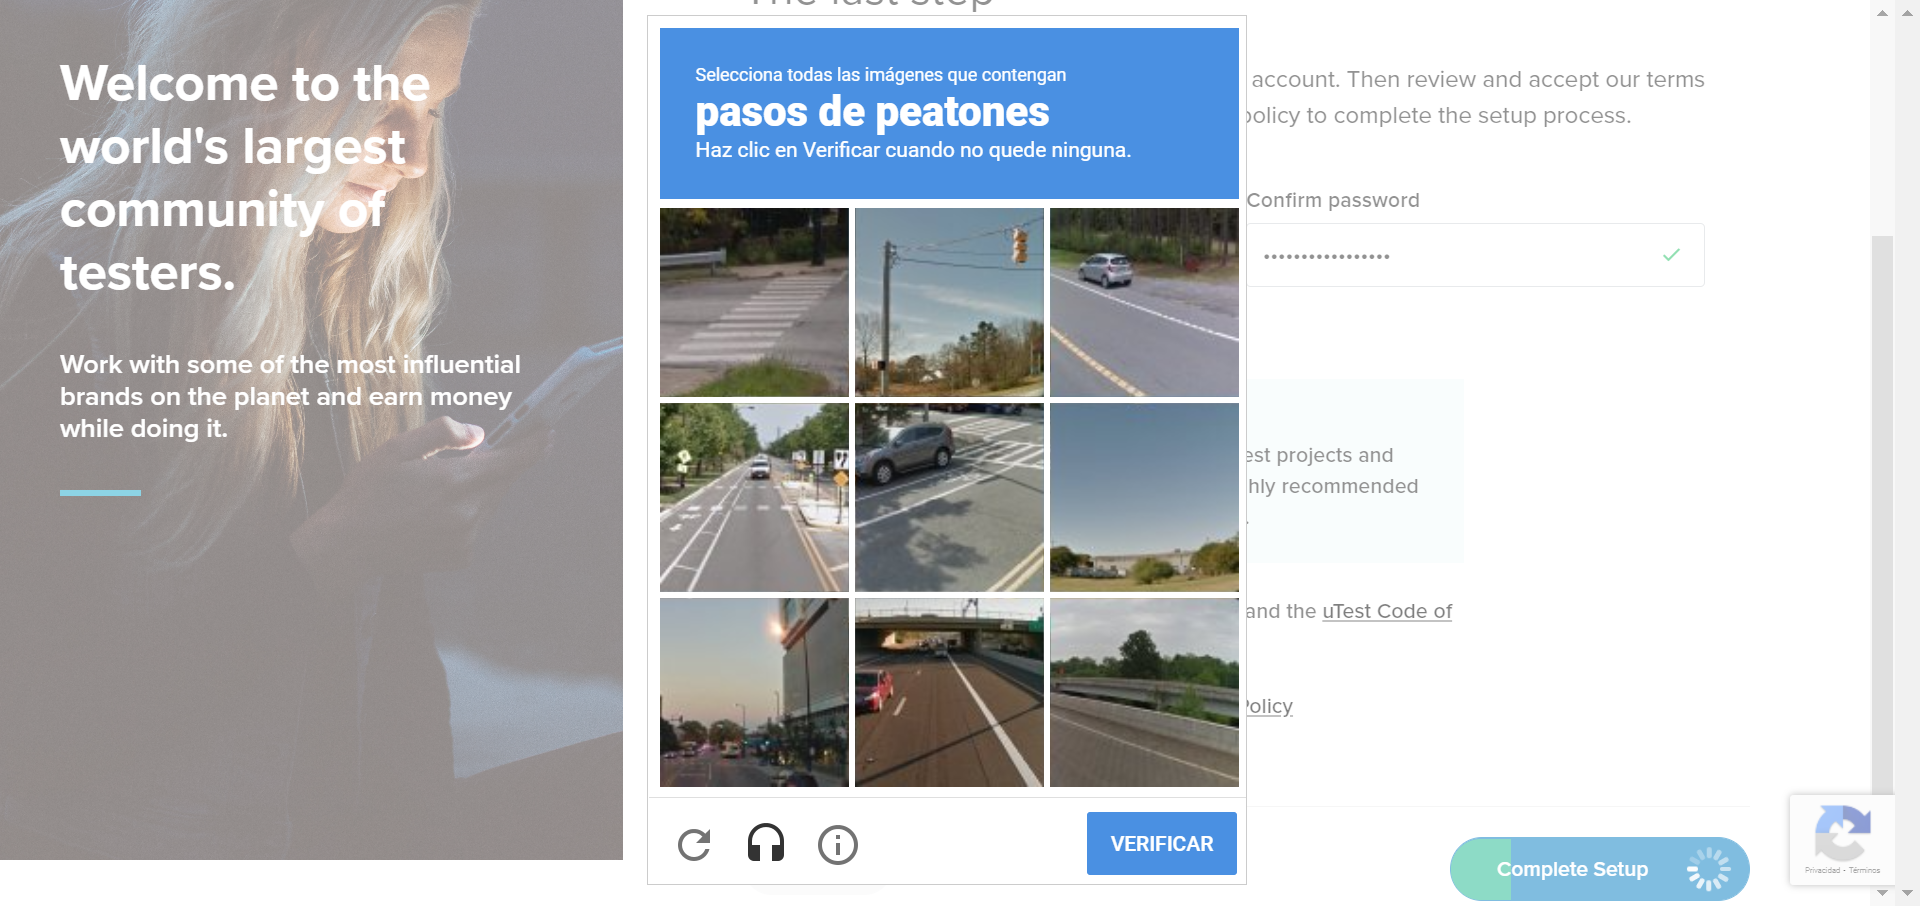 Welcome to the
world's largest
community of
testers.
Work with some of the most influential
brands on the planet and earn money
while doing it.
The last step
Selecciona todas las imágenes que contengan
pasos de peatones
Haz clic en Verificar cuando no quede ninguna.
VERIFICAR
account. Then review and accept our terms
policy to complete the setup process.
Confirm password
•••••••••••••••••
est projects and
hly recommended
and the uTest Code of
Policy
Complete Setup
Privacidad - Términos